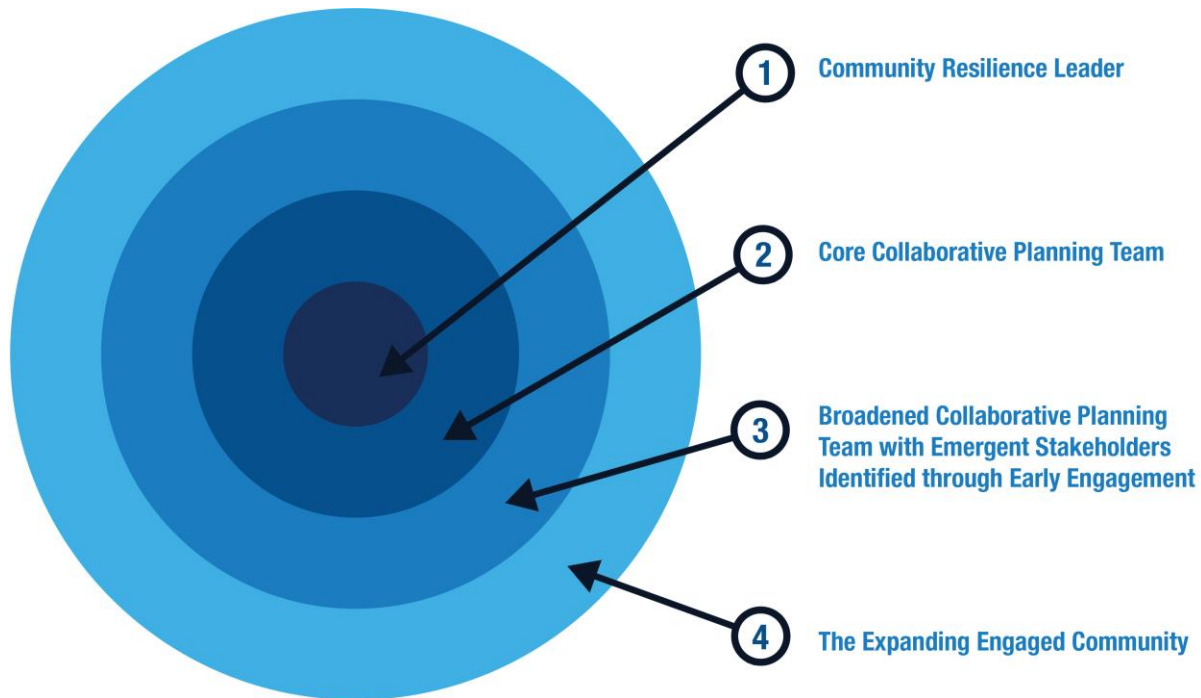 1 Community Resilience Leader
2 Core Collaborative Planning Team
3 Broadened Collaborative Planning
Team with Emergent Stakeholders
Identified through Early Engagement
4 The Expanding Engaged Community